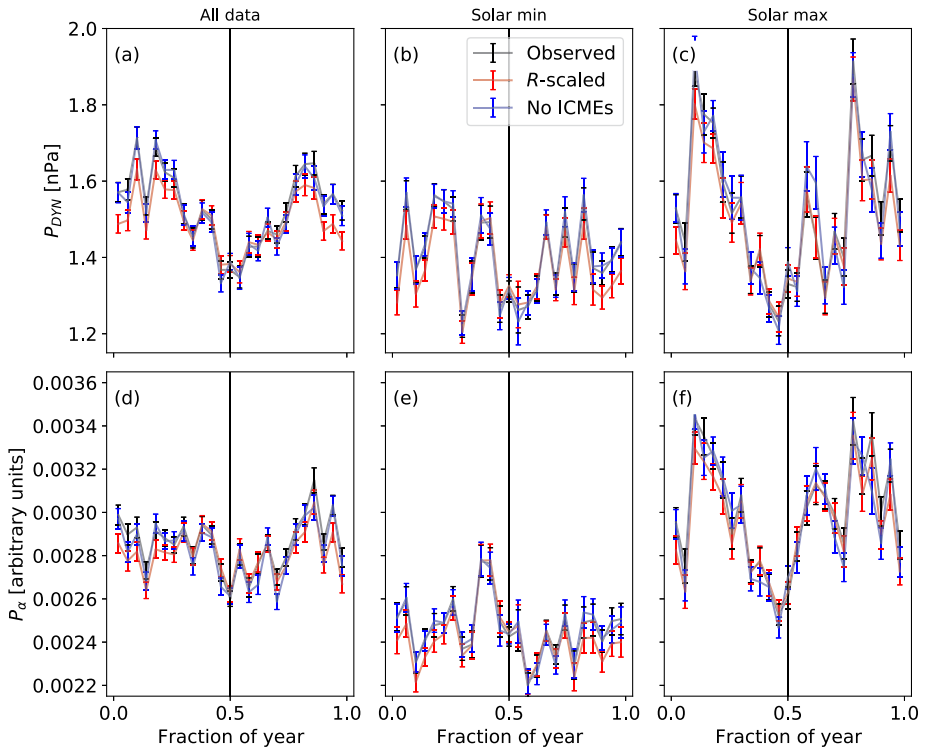 All data
Solar min
Solar max
P_DYN [nPa]
2.0
1.8
1.6
1.4
1.2
(a)
(b)
Observed
R-scaled
No ICMEs
(c)
P_α [arbitrary units]
0.0036
0.0034
0.0032
0.0030
0.0028
0.0026
0.0024
0.0022
(d)
(e)
(f)
0.0 0.5 1.0
0.0 0.5 1.0
0.0 0.5 1.0
Fraction of year
Fraction of year
Fraction of year